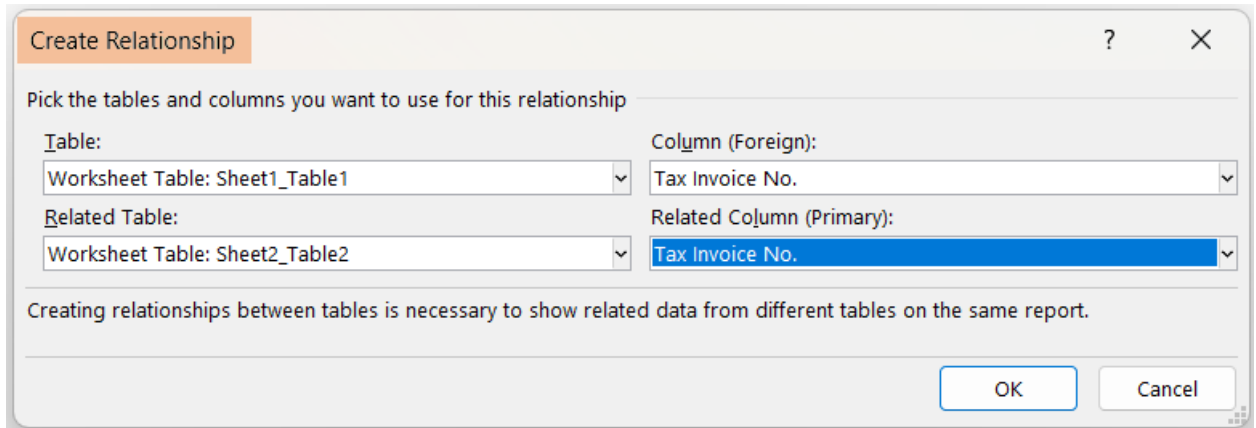 Create Relationship
?
Pick the tables and columns you want to use for this relationship
Table:
Column (Foreign):
Worksheet Table: Sheet1_Table1
Tax Invoice No.
Related Table:
Related Column (Primary):
Worksheet Table: Sheet2_Table2
Tax Invoice No.
Creating relationships between tables is necessary to show related data from different tables on the same report.
OK
Cancel